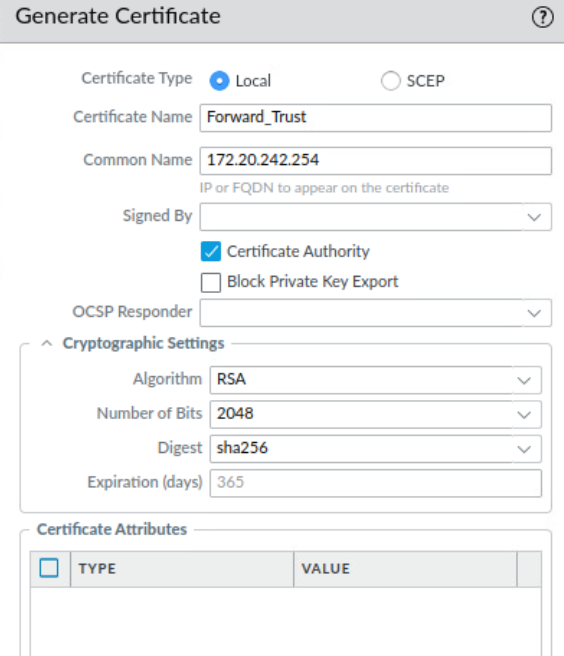 Generate Certificate
Certificate Type Local SCEP
Certificate Name Forward_Trust
Common Name 172.20.242.254
IP or FQDN to appear on the certificate
Signed By
Certificate Authority
Block Private Key Export
OCSP Responder
Cryptographic Settings
Algorithm RSA
Number of Bits 2048
Digest sha256
Expiration (days) 365
Certificate Attributes
TYPE VALUE